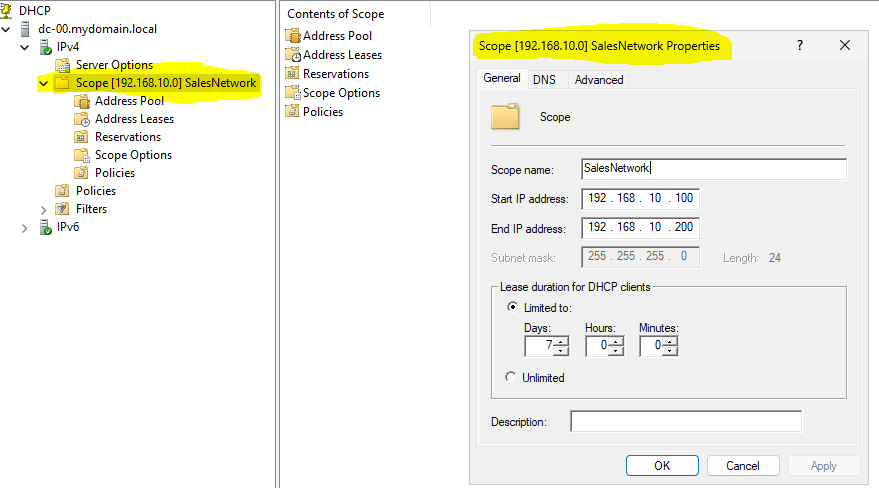 DHCP
dc-00.mydomain.local
IPv4
Server Options
Scope [192.168.10.0] SalesNetwork
Address Pool
Address Leases
Reservations
Scope Options
Policies
Policies
Filters
IPv6
Contents of Scope
Address Pool
Address Leases
Reservations
Scope Options
Policies
Scope [192.168.10.0] SalesNetwork Properties ?
General DNS Advanced
Scope
Scope name: SalesNetwork
Start IP address: 192 . 168 . 10 . 100
End IP address: 192 . 168 . 10 . 200
Subnet mask: 255 . 255 . 255 . 0 Length: 24
Lease duration for DHCP clients
Limited to:
Days: Hours: Minutes:
7 0 0
Unlimited
Description:
OK Cancel Apply